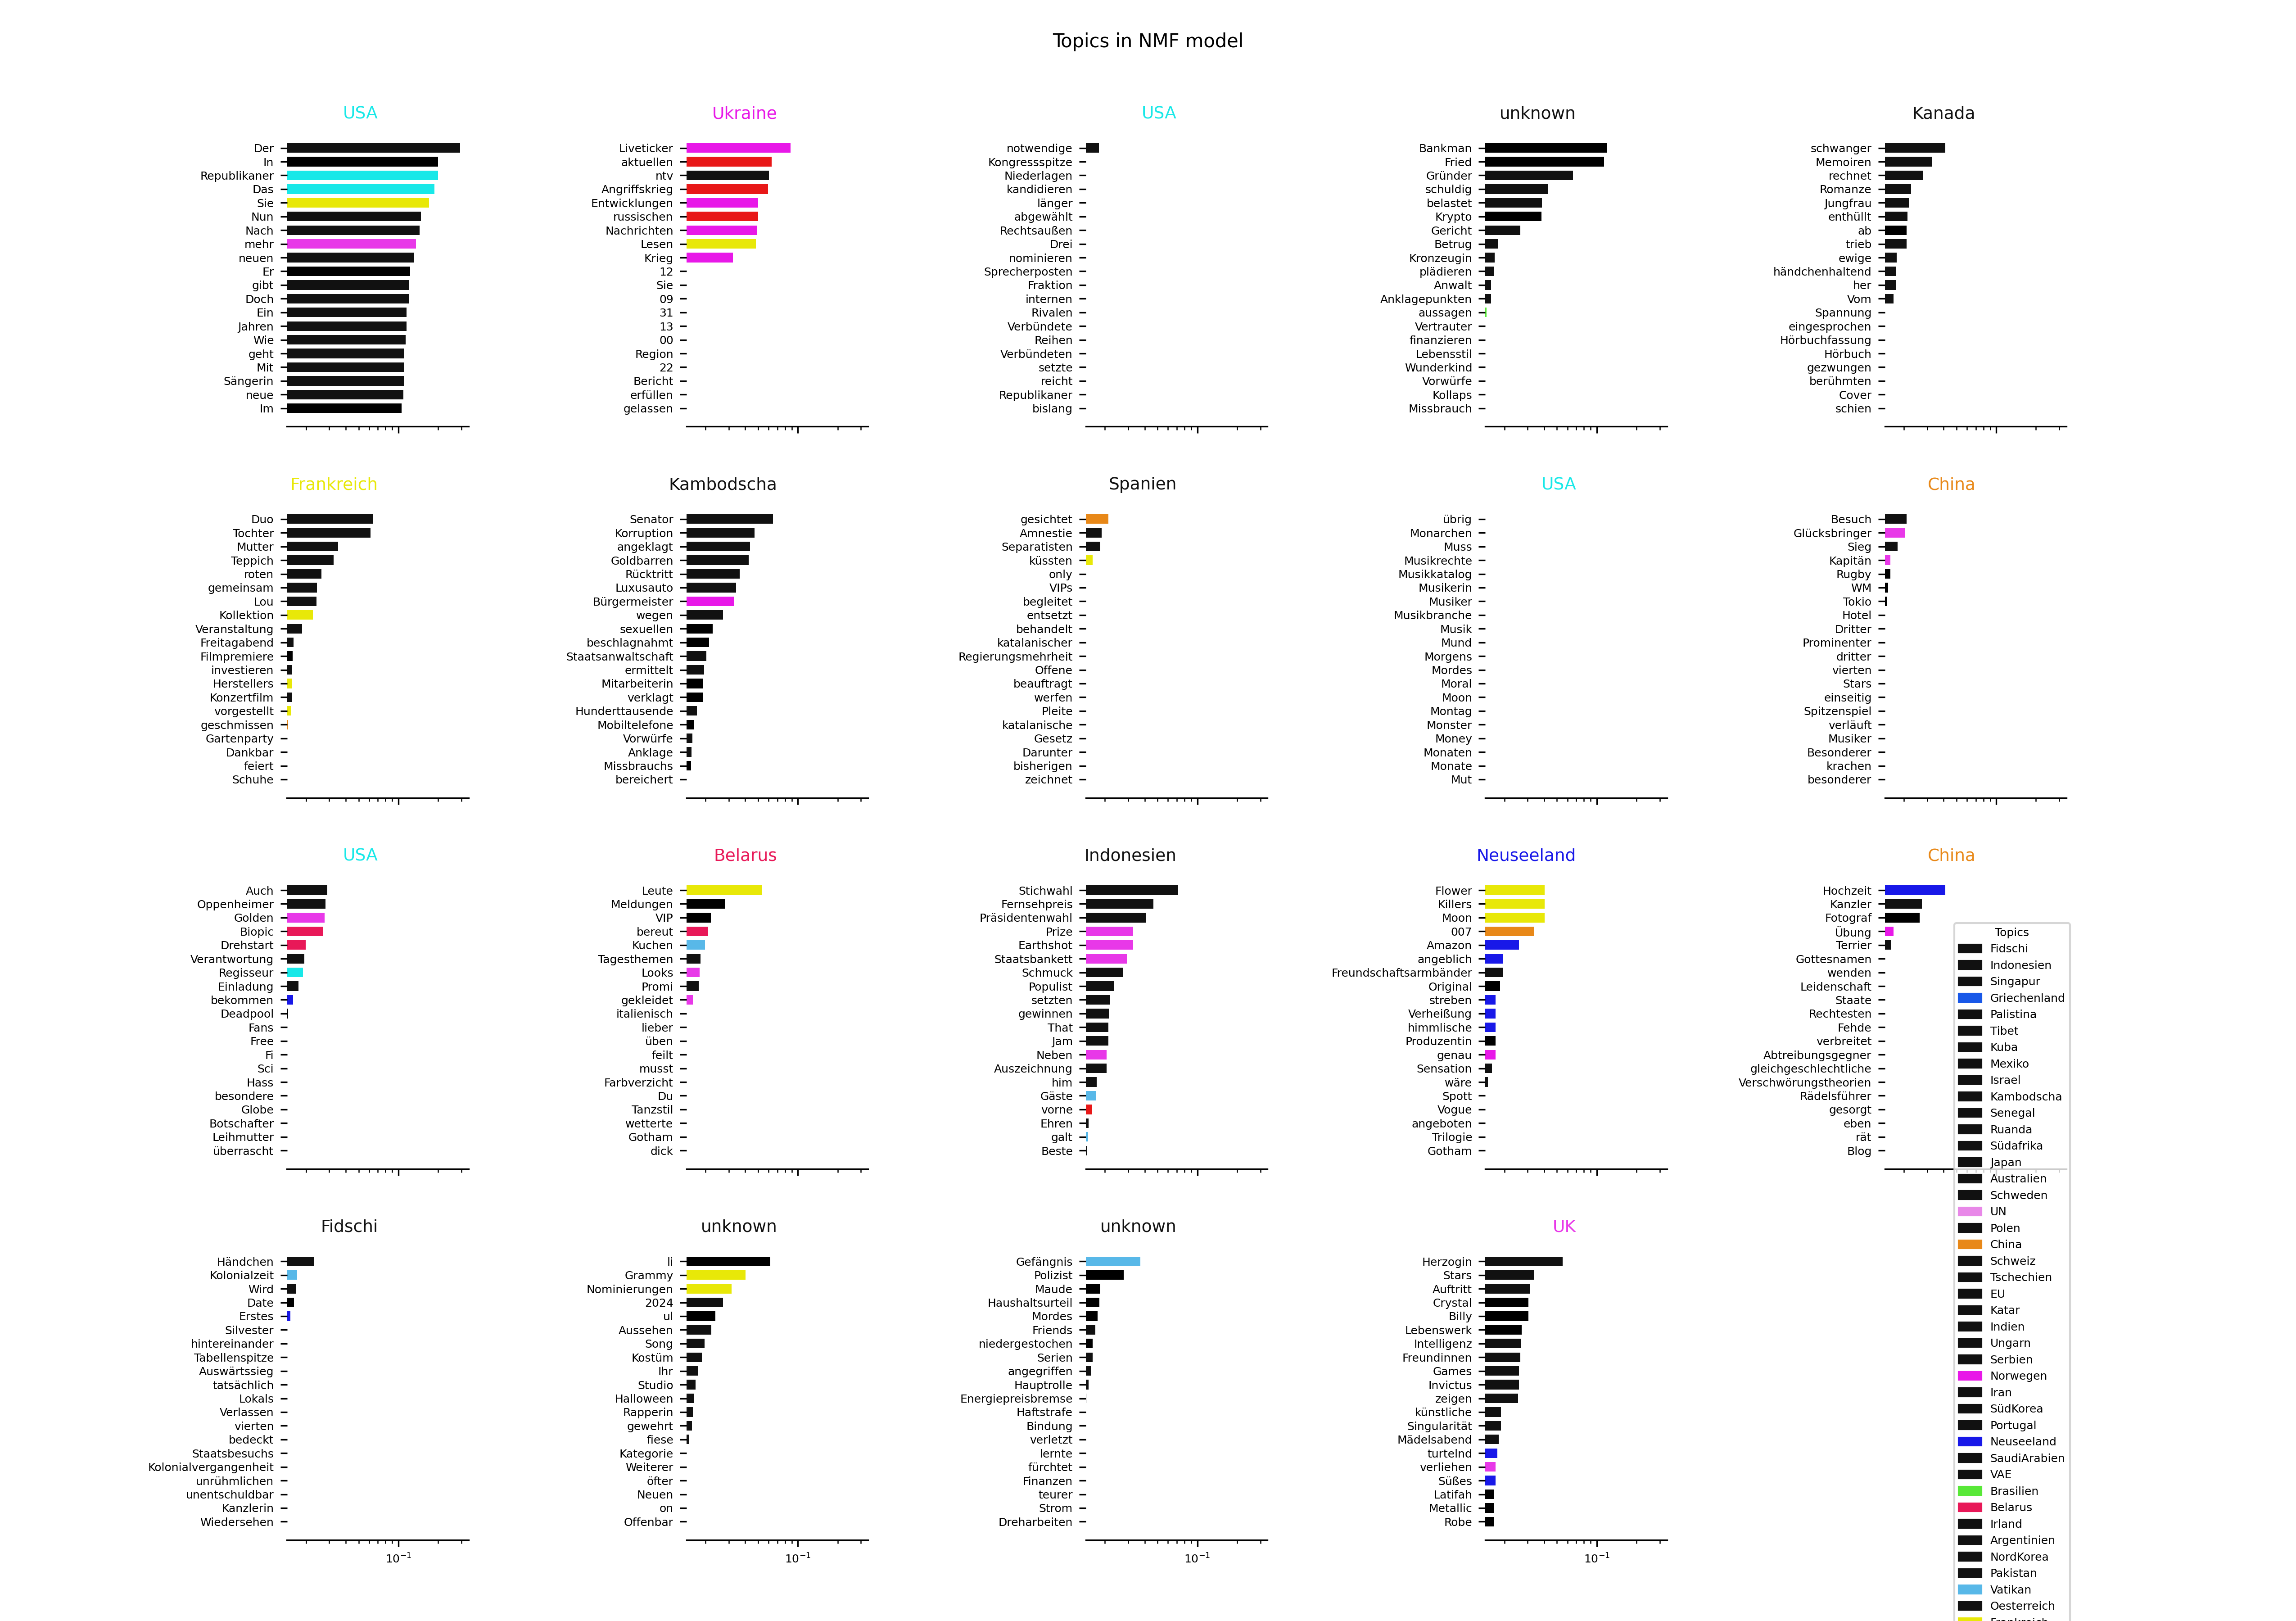 Topics in NMF model
USA
Der
In
Republikaner
Das
Sie
Nun
Nach
mehr
neuen
Er
gibt
Doch
Ein
Jahren
Wie
geht
Mit
Sängerin
neue
Im
Ukraine
Liveticker
aktuellen
ntv
Angriffskrieg
Entwicklungen
russischen
Nachrichten
Lesen
Krieg
12
Sie
09
31
13
00
Region
22
Bericht
erfüllen
gelassen
USA
notwendige
Kongressspitze
Niederlagen
kandidieren
länger
abgewählt
Rechtsaußen
Drei
nominieren
Sprecherposten
Fraktion
internen
Rivalen
Verbündete
Reihen
Verbündeten
setzte
reicht
Republikaner
bislang
unknown
Bankman
Fried
Gründer
schuldig
belastet
Krypto
Gericht
Betrug
Kronzeugin
plädieren
Anwalt
Anklagepunkten
aussagen
Vertrauter
finanzieren
Lebensstil
Wunderkind
Vorwürfe
Kollaps
Missbrauch
Kanada
schwanger
Memoiren
rechnet
Romanze
Jungfrau
enthüllt
ab
trieb
ewige
händchenhaltend
her
Vom
Spannung
eingesprochen
Hörbuchfassung
Hörbuch
gezwungen
berühmten
Cover
schien
Frankreich
Duo
Tochter
Mutter
Teppich
roten
gemeinsam
Lou
Kollektion
Veranstaltung
Freitagabend
Filmpremiere
investieren
Herstellers
Konzertfilm
vorgestellt
geschmissen
Gartenparty
Dankbar
feiert
Schuhe
Kambodscha
Senator
Korruption
angeklagt
Goldbarren
Rücktritt
Luxusauto
Bürgermeister
wegen
sexuellen
beschlagnahmt
Staatsanwaltschaft
ermittelt
Mitarbeiterin
verklagt
Hunderttausende
Mobiltelefone
Vorwürfe
Anklage
Missbrauchs
bereichert
Spanien
gesichtet
Amnestie
Separatisten
küssten
only
VIPs
begleitet
entsetzt
behandelt
katalanischer
Regierungsmehrheit
Offene
beauftragt
werfen
Pleite
katalanische
Gesetz
Darunter
bisherigen
zeichnet
USA
übrig
Monarchen
Muss
Musikrechte
Musikkatalog
Musikerin
Musiker
Musikbranche
Musik
Mund
Morgens
Mordes
Moral
Moon
Montag
Monster
Money
Monaten
Monate
Mut
China
Besuch
Glücksbringer
Sieg
Kapitän
Rugby
WM
Tokio
Hotel
Dritter
Prominenter
dritter
vierten
Stars
einseitig
Spitzenspiel
verläuft
Musiker
Besonderer
krachen
besonderer
USA
Auch
Oppenheimer
Golden
Biopic
Drehstart
Verantwortung
Regisseur
Einladung
bekommen
Deadpool
Fans
Free
Fi
Sci
Hass
besondere
Globe
Botschafter
Leihmutter
überrascht
Belarus
Leute
Meldungen
VIP
bereut
Kuchen
Tagesthemen
Looks
Promi
gekleidet
italienisch
lieber
üben
feilt
musst
Farbverzicht
Du
Tanzstil
wetterte
Gotham
dick
Indonesien
Stichwahl
Fernsehpreis
Präsidentenwahl
Prize
Earthshot
Staatsbankett
Schmuck
Populist
setzten
gewinnen
That
Jam
Neben
Auszeichnung
him
Gäste
vorne
Ehren
galt
Beste
Neuseeland
Flower
Killers
Moon
007
Amazon
angeblich
Freundschaftsarmbänder
Original
streben
Verheißung
himmlische
Produzentin
genau
Sensation
wäre
Spott
Vogue
angeboten
Trilogie
Gotham
China
Hochzeit
Kanzler
Fotograf
Übung
Terrier
Gottesnamen
wenden
Leidenschaft
Staate
Rechtesten
Fehde
verbreitet
Abtreibungsgegner
gleichgeschlechtliche
Verschwörungstheorien
Rädelsführer
gesorgt
eben
rät
Blog
Fidschi
Händchen
Kolonialzeit
Wird
Date
Erstes
Silvester
hintereinander
Tabellenspitze
Auswärtssieg
tatsächlich
Lokals
Verlassen
vierten
bedeckt
Staatsbesuchs
Kolonialvergangenheit
unrühmlichen
unentschuldbar
Kanzlerin
Wiedersehen
10⁻¹
unknown
li
Grammy
Nominierungen
2024
ul
Aussehen
Song
Kostüm
Ihr
Studio
Halloween
Rapperin
gewehrt
fiese
Kategorie
Weiterer
öfter
Neuen
on
Offenbar
10⁻¹
unknown
Gefängnis
Polizist
Maude
Haushaltsurteil
Mordes
Friends
niedergestochen
Serien
angegriffen
Hauptrolle
Energiepreisbremse
Haftstrafe
Bindung
verletzt
lernte
fürchtet
Finanzen
teurer
Strom
Dreharbeiten
10⁻¹
UK
Herzogin
Stars
Auftritt
Crystal
Billy
Lebenswerk
Intelligenz
Freundinnen
Games
Invictus
zeigen
künstliche
Singularität
Mädelsabend
turtelnd
verliehen
Süßes
Latifah
Metallic
Robe
10⁻¹
Topics
Fidschi
Indonesien
Singapur
Griechenland
Palistina
Tibet
Kuba
Mexiko
Israel
Kambodscha
Senegal
Ruanda
Südafrika
Japan
Australien
Schweden
UN
Polen
China
Schweiz
Tschechien
EU
Katar
Indien
Ungarn
Serbien
Norwegen
Iran
SüdKorea
Portugal
Neuseeland
SaudiArabien
VAE
Brasilien
Belarus
Irland
Argentinien
NordKorea
Pakistan
Vatikan
Oesterreich